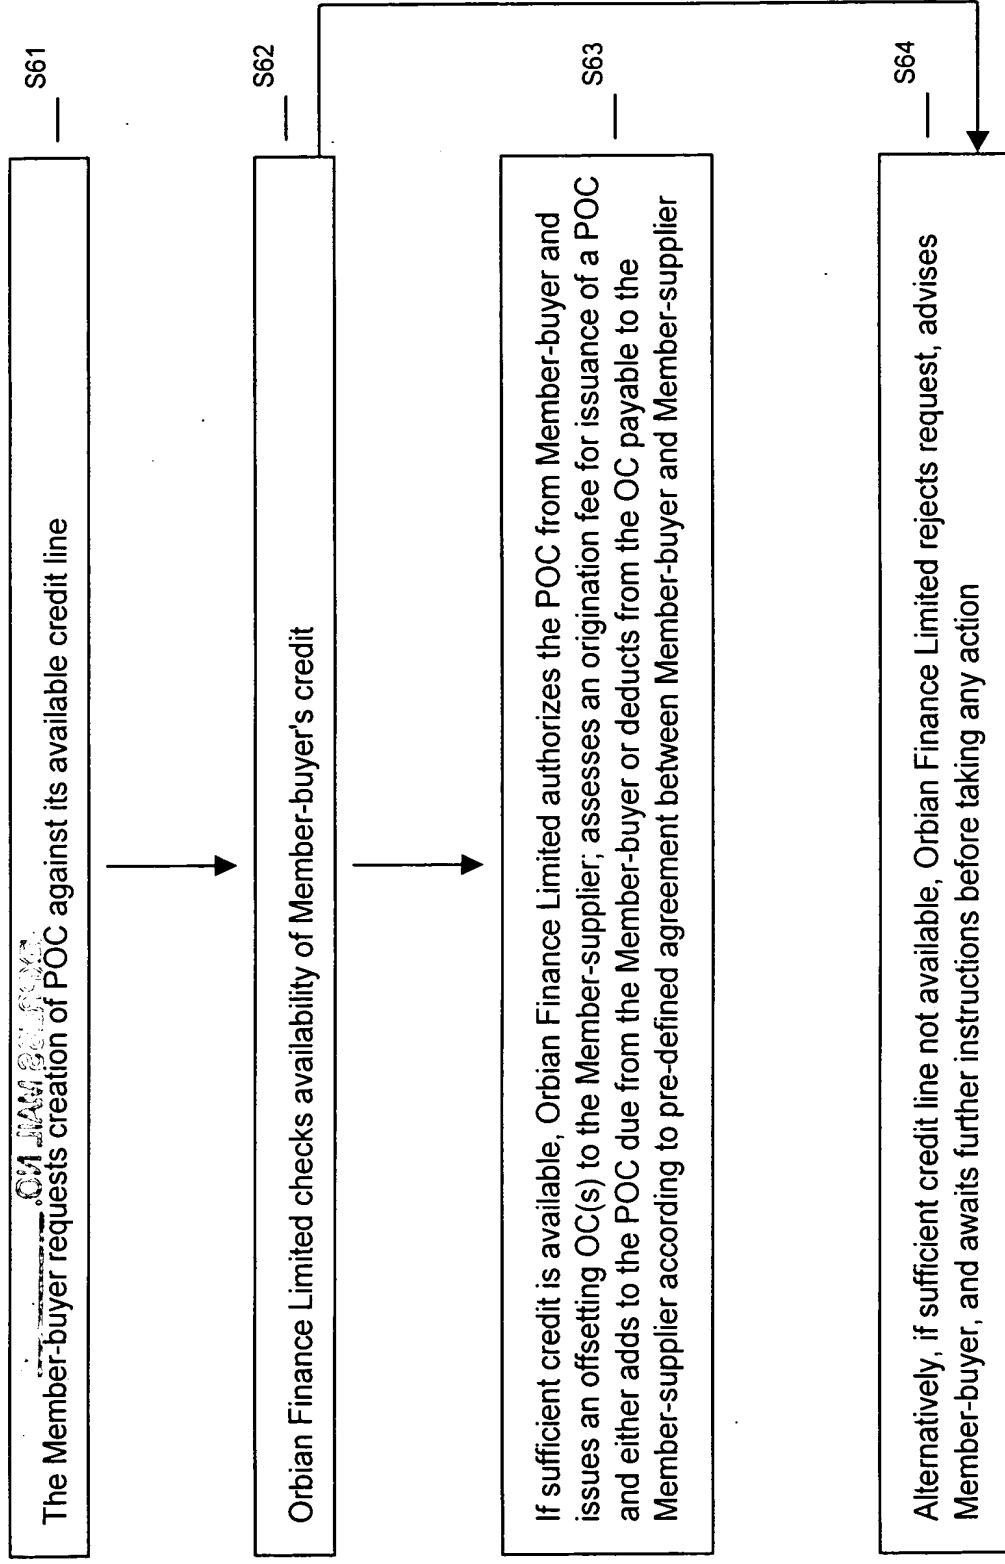 The Member-buyer requests creation of POC against its available credit line
S61
Orbian Finance Limited checks availability of Member-buyer's credit
S62
If sufficient credit is available, Orbian Finance Limited authorizes the POC from Member-buyer and
issues an offsetting OC(s) to the Member-supplier; assesses an origination fee for issuance of a POC
and either adds to the POC due from the Member-buyer or deducts from the OC payable to the
Member-supplier according to pre-defined agreement between Member-buyer and Member-supplier
S63
Alternatively, if sufficient credit line not available, Orbian Finance Limited rejects request, advises
Member-buyer, and awaits further instructions before taking any action
S64